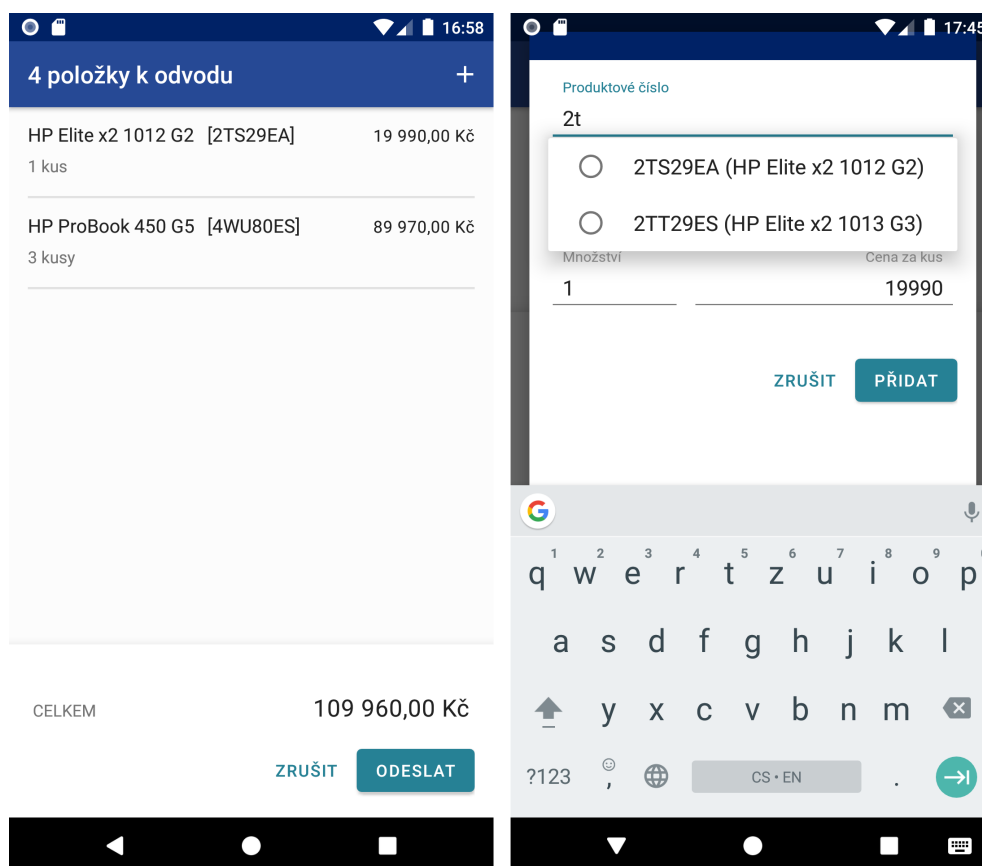 16:58
4 položky k odvodu +
HP Elite x2 1012 G2 [2TS29EA] 19 990,00 Kč
1 kus
HP ProBook 450 G5 [4WU80ES] 89 970,00 Kč
3 kusy
CELKEM 109 960,00 Kč
ZRUŠIT ODESLAT
17:45
Produktové číslo
2t
2TS29EA (HP Elite x2 1012 G2)
2TT29ES (HP Elite x2 1013 G3)
Množství Cena za kus
1 19990
ZRUŠIT PŘIDAT
G
1 2 3 4 5 6 7 8 9
q w e r t z u i o p
a s d f g h j k l
y x c v b n m
?123 , CS • EN .